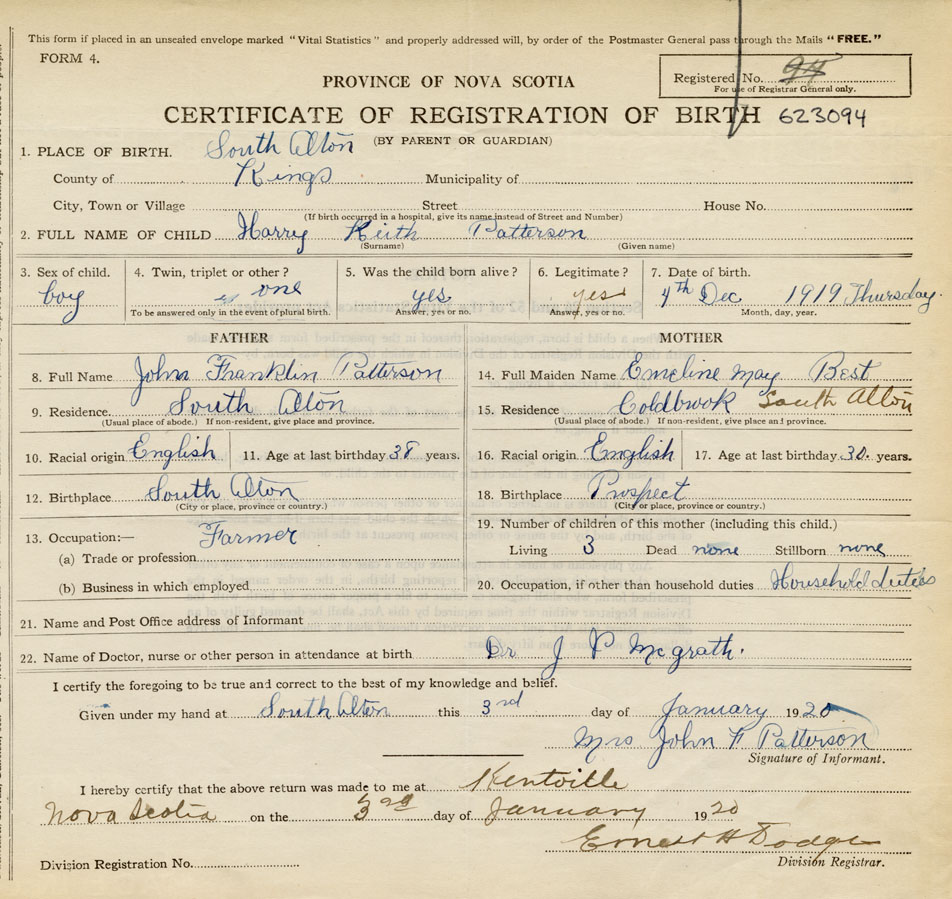 This form if placed in an unsealed envelope marked "Vital Statistics" and properly addressed will, by order of the Postmaster General pass through the Mails "FREE."
FORM 4.
Registered No. 94
For use of Registrar General only.
PROVINCE OF NOVA SCOTIA
CERTIFICATE OF REGISTRATION OF BIRTH 623094
(BY PARENT OR GUARDIAN)
1. PLACE OF BIRTH. South Alton
County of Kings Municipality of
City, Town or Village Street House No.
(If birth occurred in a hospital, give its name instead of Street and Number)
2. FULL NAME OF CHILD Harry Keith Patterson
(Surname) (Given name)
3. Sex of child. 4. Twin, triplet or other? 5. Was the child born alive? 6. Legitimate? 7. Date of birth.
boy one yes yes 4th Dec 1919 Thursday.
To be answered only in the event of plural birth. Answer, yes or no. Answer, yes or no. Month, day, year.
FATHER MOTHER
8. Full Name John Franklin Patterson 14. Full Maiden Name Emeline May Best
9. Residence. South Alton 15. Residence Coldbrook South Alton
(Usual place of abode.) If non-resident, give place and province. (Usual place of abode.) If non-resident, give place and province.
10. Racial origin English 11. Age at last birthday 38 years. 16. Racial origin English 17. Age at last birthday 30. years.
12. Birthplace South Alton 18. Birthplace Prospect
(City or place, province or country.) (City or place, province or country.)
13. Occupation:— Farmer 19. Number of children of this mother (including this child.)
(a) Trade or profession Living 3 Dead none Stillborn none
(b) Business in which employed 20. Occupation, if other than household duties Household Duties
21. Name and Post Office address of Informant
22. Name of Doctor, nurse or other person in attendance at birth Dr J P McGrath.
I certify the foregoing to be true and correct to the best of my knowledge and belief.
Given under my hand at South Alton this 3rd day of January 1920
Mrs John F Patterson
Signature of Informant.
I hereby certify that the above return was made to me at Kentville
Nova Scotia on the 3rd day of January 1920
Ernest H Dodge
Division Registrar.
Division Registration No.